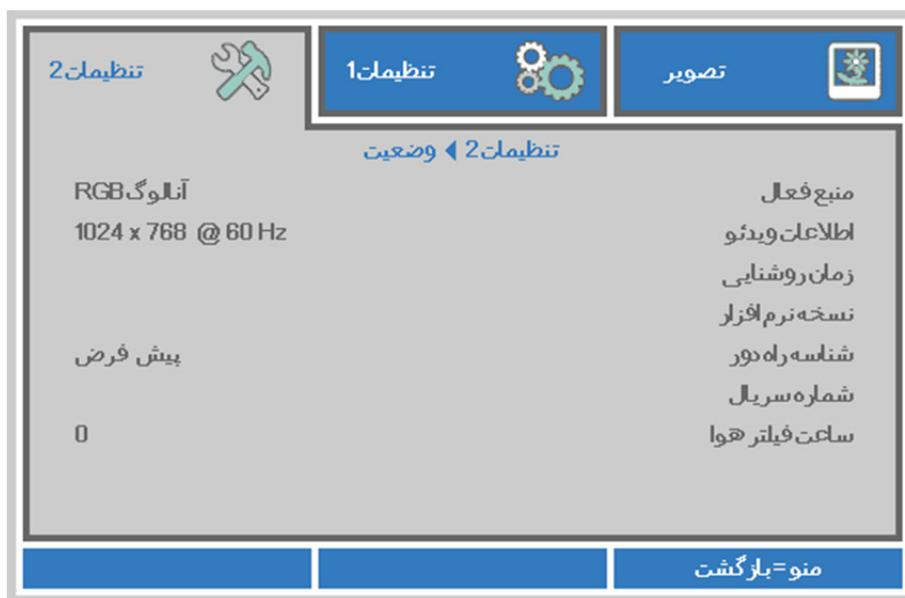 تصویر
تنظیمات1
تنظیمات2
تنظیمات2 ◀ وضعیت
منبع فعال آنالوگ RGB
اطلاعات ویدئو 1024 x 768 @ 60 Hz
زمان روشنایی
نسخه نرم افزار
شناسه راه دور پیش فرض
شماره سریال
ساعت فیلتر هوا 0
منو=بازگشت